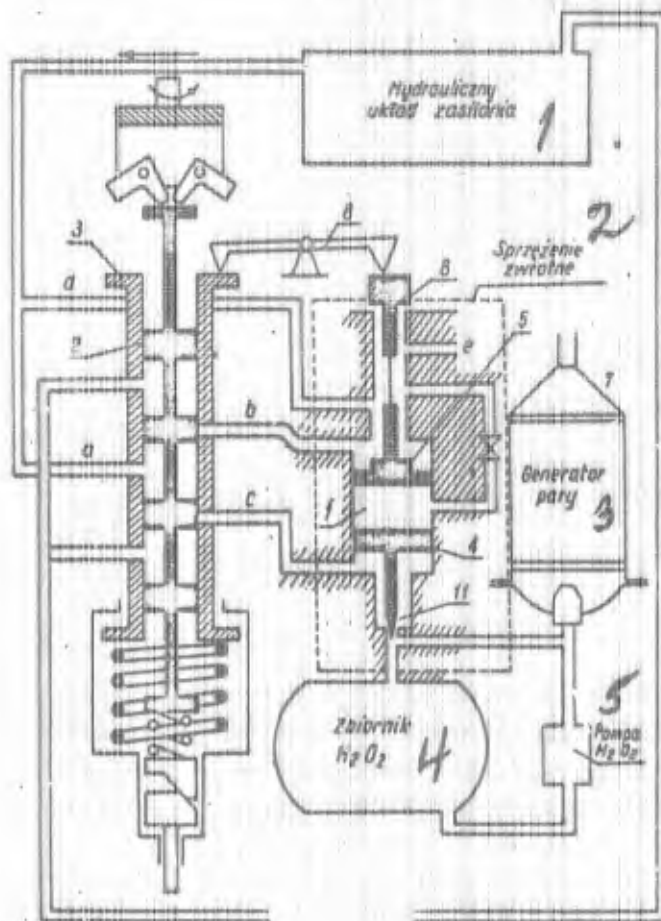 Hydrauliczny
układ zasilania
1
2
8
3
Sprzężenie
zwrotne
8
5
d
2
e
7
b
Generator
pary
3
a
c
f
4
11
5
Zbiornik
H2O2
4
Pompa
H2O2